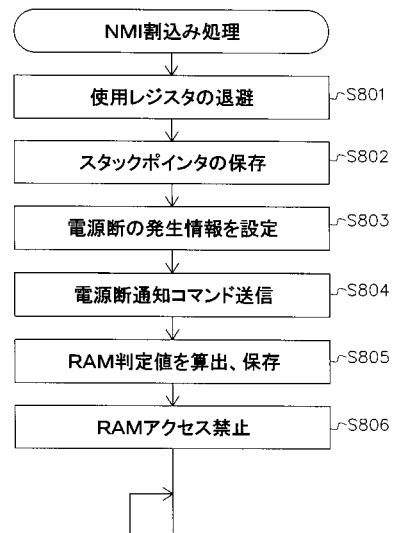 NMI割込み処理
使用レジスタの退避
S801
スタックポインタの保存
S802
電源断の発生情報を設定
S803
電源断通知コマンド送信
S804
RAM判定値を算出、保存
S805
RAMアクセス禁止
S806